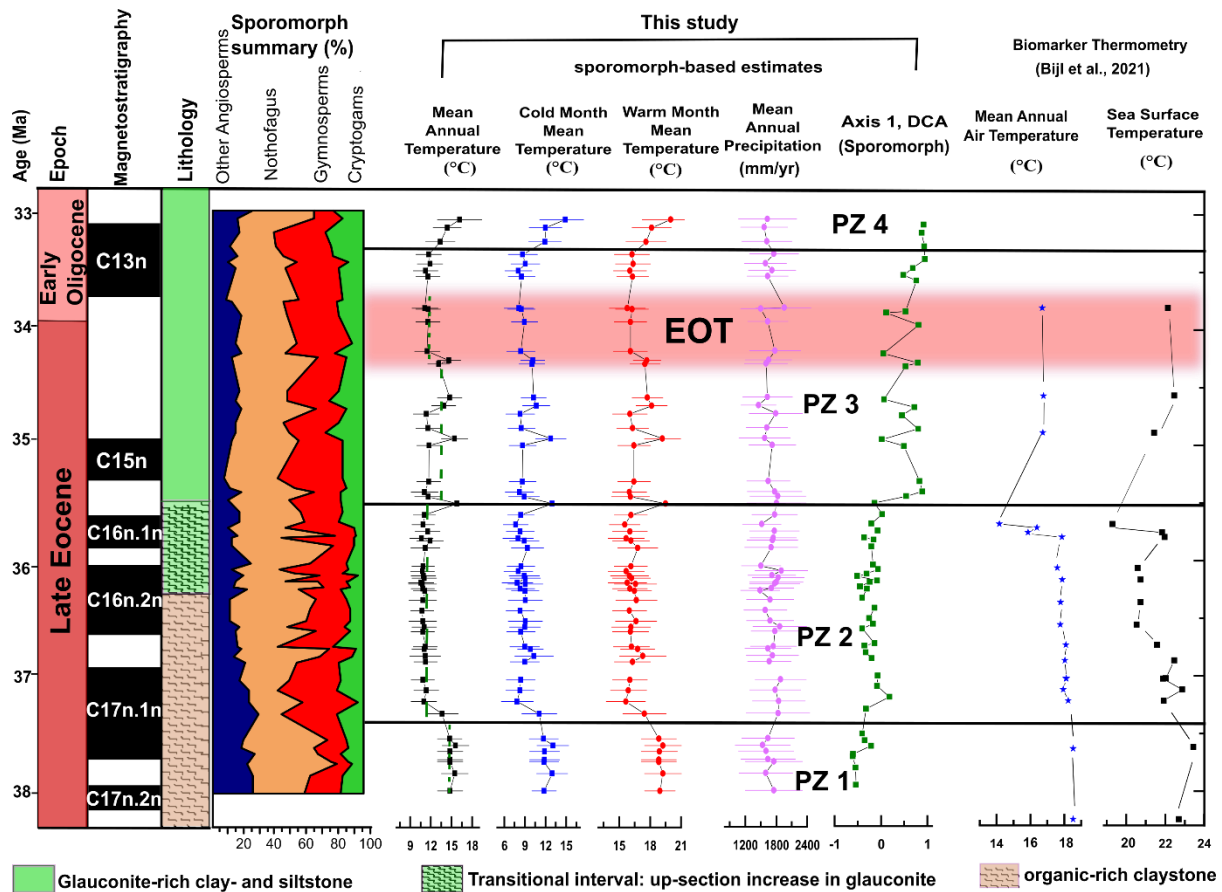 Sporomorph
summary (%)
This study
sporomorph-based estimates
Biomarker Thermometry
(Bijl et al., 2021)
Age (Ma)
Epoch
Magnetostratigraphy
Lithology
Other Angiosperms
Nothofagus
Gymnosperms
Cryptogams
Mean
Annual
Temperature
(°C)
Cold Month
Mean
Temperature
(°C)
Warm Month
Mean
Temperature
(°C)
Mean
Annual
Precipitation
(mm/yr)
Axis 1, DCA
(Sporomorph)
Mean Annual
Air Temperature
(°C)
Sea Surface
Temperature
(°C)
33
34
35
36
37
38
Early
Oligocene
Late Eocene
C13n
C15n
C16n.1n
C16n.2n
C17n.1n
C17n.2n
PZ 4
EOT
PZ 3
PZ 2
PZ 1
0 20 40 60 80 100
9 12 15 18
9 12 15
15 18 21
1200 1800 2400
-1 0 1
14 16 18
20 22 24
Glauconite-rich clay- and siltstone
Transitional interval: up-section increase in glauconite
organic-rich claystone